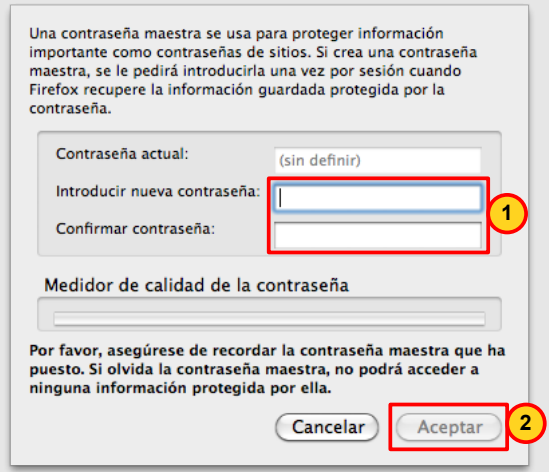 Una contraseña maestra se usa para proteger información
importante como contraseñas de sitios. Si crea una contraseña
maestra, se le pedirá introducirla una vez por sesión cuando
Firefox recupere la información guardada protegida por la
contraseña.
Contraseña actual: (sin definir)
Introducir nueva contraseña:
1
Confirmar contraseña:
Medidor de calidad de la contraseña
Por favor, asegúrese de recordar la contraseña maestra que ha
puesto. Si olvida la contraseña maestra, no podrá acceder a
ninguna información protegida por ella.
Cancelar Aceptar 2